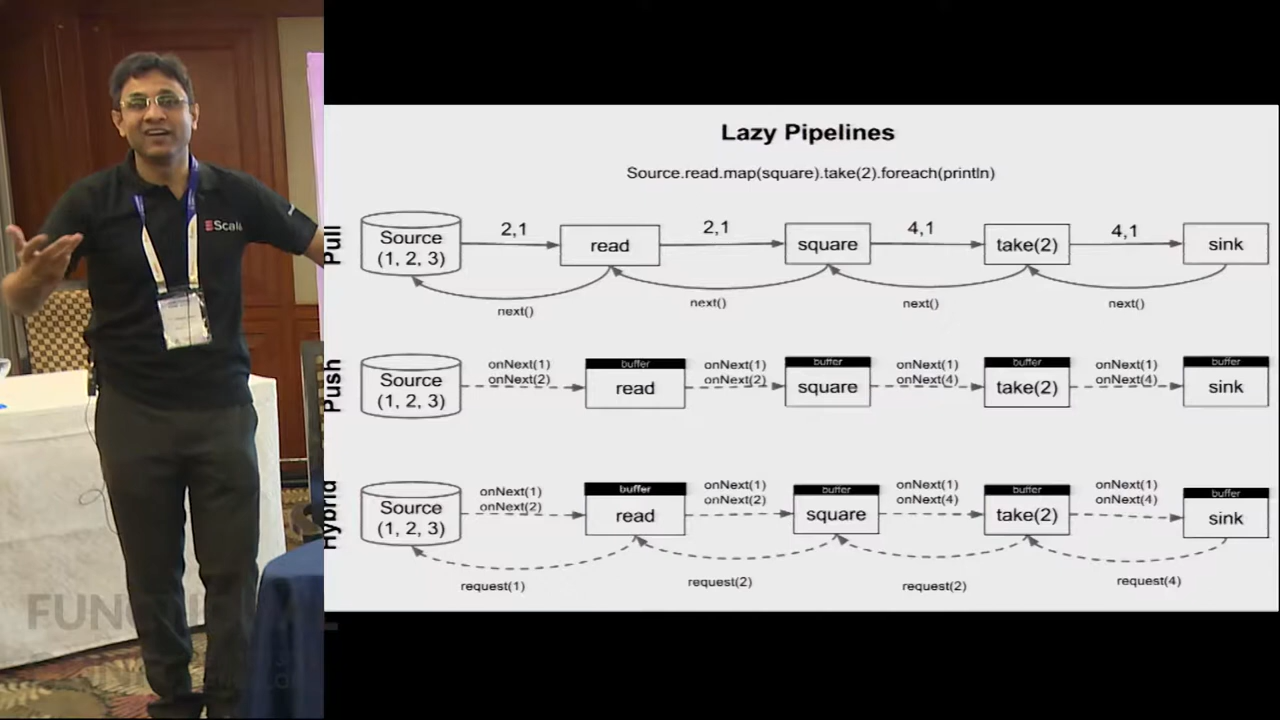 Lazy Pipelines
Source.read.map(square).take(2).foreach(println)
Pull
2,1
2,1
4,1
4,1
Source
(1, 2, 3)
read
square
take(2)
sink
next()
next()
next()
next()
Push
onNext(1)
onNext(2)
onNext(1)
onNext(2)
onNext(1)
onNext(4)
onNext(1)
onNext(4)
Source
(1, 2, 3)
buffer
read
buffer
square
buffer
take(2)
buffer
sink
Hybrid
onNext(1)
onNext(2)
onNext(1)
onNext(2)
onNext(1)
onNext(4)
onNext(1)
onNext(4)
Source
(1, 2, 3)
buffer
read
buffer
square
buffer
take(2)
buffer
sink
request(1)
request(2)
request(2)
request(4)
Scala
FUNCTIONAL